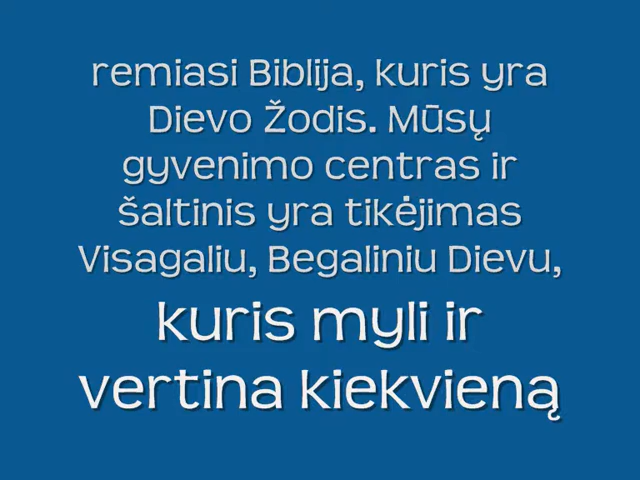 remiasi Biblija, kuris yra
Dievo Žodis. Mūsų
gyvenimo centras ir
šaltinis yra tikėjimas
Visagaliu, Begaliniu Dievu,
kuris myli ir
vertina kiekvieną